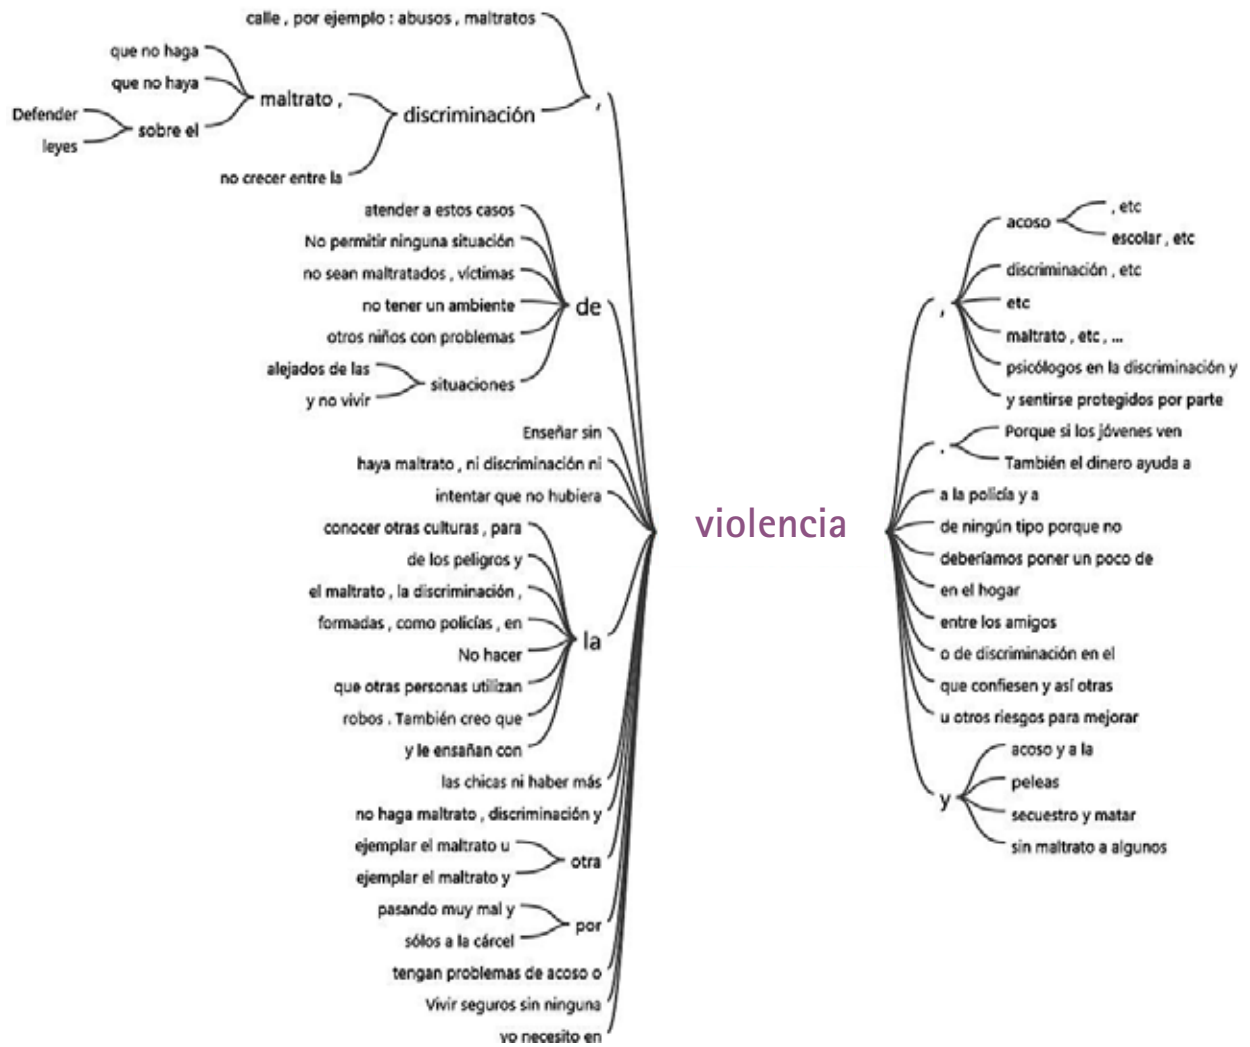 calle , por ejemplo : abusos , maltratos
que no haga
que no haya
maltrato ,
,
Defender
sobre el
discriminación
leyes
no crecer entre la
atender a estos casos
No permitir ninguna situación
no sean maltratados , víctimas
no tener un ambiente
de
otros niños con problemas
alejados de las
situaciones
y no vivir
Enseñar sin
haya maltrato , ni discriminación ni
intentar que no hubiera
conocer otras culturas , para
de los peligros y
el maltrato , la discriminación ,
formadas , como policías , en
la
No hacer
que otras personas utilizan
robos . También creo que
y le ensañan con
las chicas ni haber más
no haga maltrato , discriminación y
ejemplar el maltrato u
otra
ejemplar el maltrato y
pasando muy mal y
por
sólos a la cárcel
tengan problemas de acoso o
Vivir seguros sin ninguna
yo necesito en
violencia
, etc
acoso
escolar , etc
discriminación , etc
,
etc
maltrato , etc , ...
psicólogos en la discriminación y
y sentirse protegidos por parte
Porque si los jóvenes ven
.
También el dinero ayuda a
a la policía y a
de ningún tipo porque no
deberíamos poner un poco de
en el hogar
entre los amigos
o de discriminación en el
que confiesen y así otras
u otros riesgos para mejorar
acoso y a la
peleas
y
secuestro y matar
sin maltrato a algunos